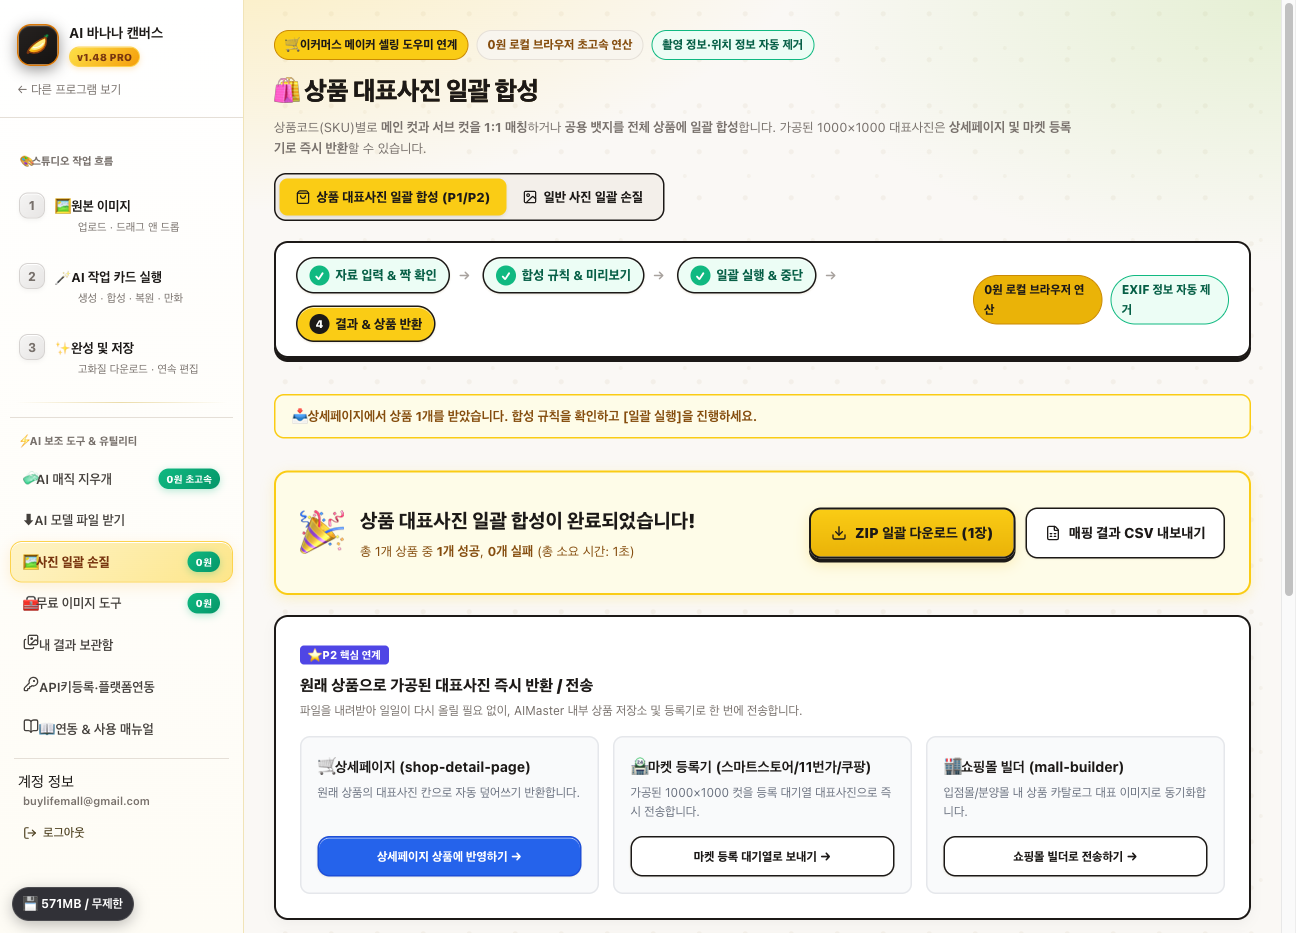 AI 바나나 캔버스
v1.48 PRO
← 다른 프로그램 보기
스튜디오 작업 흐름
1 원본 이미지
업로드 · 드래그 앤 드롭
2 AI 작업 카드 실행
생성 · 합성 · 복원 · 만화
3 완성 및 저장
고화질 다운로드 · 연속 편집
AI 보조 도구 & 유틸리티
AI 매직 지우개 0원 초고속
AI 모델 파일 받기
사진 일괄 손질 0원
무료 이미지 도구 0원
내 결과 보관함
API키등록·플랫폼연동
연동 & 사용 매뉴얼
계정 정보
buylifemall@gmail.com
로그아웃
571MB / 무제한
이커머스 메이커 셀링 도우미 연계 0원 로컬 브라우저 초고속 연산 촬영 정보·위치 정보 자동 제거
상품 대표사진 일괄 합성
상품코드(SKU)별로 메인 컷과 서브 컷을 1:1 매칭하거나 공용 뱃지를 전체 상품에 일괄 합성합니다. 가공된 1000×1000 대표사진은 상세페이지 및 마켓 등록
기로 즉시 반환할 수 있습니다.
상품 대표사진 일괄 합성 (P1/P2) 일반 사진 일괄 손질
자료 입력 & 짝 확인 → 합성 규칙 & 미리보기 → 일괄 실행 & 중단 →
4 결과 & 상품 반환
0원 로컬 브라우저 연
산
EXIF 정보 자동 제
거
상세페이지에서 상품 1개를 받았습니다. 합성 규칙을 확인하고 [일괄 실행]을 진행하세요.
상품 대표사진 일괄 합성이 완료되었습니다!
총 1개 상품 중 1개 성공, 0개 실패 (총 소요 시간: 1초)
ZIP 일괄 다운로드 (1장) 매핑 결과 CSV 내보내기
P2 핵심 연계
원래 상품으로 가공된 대표사진 즉시 반환 / 전송
파일을 내려받아 일일이 다시 올릴 필요 없이, AIMaster 내부 상품 저장소 및 등록기로 한 번에 전송합니다.
상세페이지 (shop-detail-page)
원래 상품의 대표사진 칸으로 자동 덮어쓰기 반환합니다.
상세페이지 상품에 반영하기 →
마켓 등록기 (스마트스토어/11번가/쿠팡)
가공된 1000×1000 컷을 등록 대기열 대표사진으로 즉
시 전송합니다.
마켓 등록 대기열로 보내기 →
쇼핑몰 빌더 (mall-builder)
입점몰/분양몰 내 상품 카탈로그 대표 이미지로 동기화합
니다.
쇼핑몰 빌더로 전송하기 →